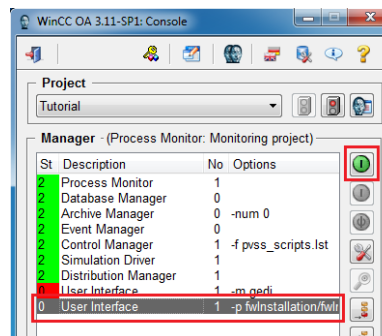 WinCC OA 3.11-SP1: Console
Project
Tutorial
Manager - (Process Monitor: Monitoring project)
St Description No Options
2 Process Monitor 1
2 Database Manager 0
2 Archive Manager 0 -num 0
2 Event Manager 0
2 Control Manager 1 -f pvss_scripts.lst
2 Simulation Driver 1
2 Distribution Manager 1
0 User Interface 1 -m gedi
0 User Interface 1 -p fwInstallation/fwIn